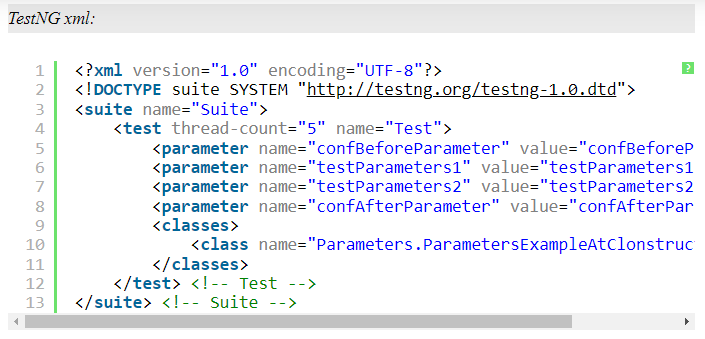 TestNG xml:
1 <?xml version="1.0" encoding="UTF-8"?>
?
2 <!DOCTYPE suite SYSTEM "http://testng.org/testng-1.0.dtd">
3 <suite name="Suite">
4 <test thread-count="5" name="Test">
5 <parameter name="confBeforeParameter" value="confBeforeP
6 <parameter name="testParameters1" value="testParameters1
7 <parameter name="testParameters2" value="testParameters2
8 <parameter name="confAfterParameter" value="confAfterPar
9 <classes>
10 <class name="Parameters.ParametersExampleAtClonstruc
11 </classes>
12 </test> <!-- Test -->
13 </suite> <!-- Suite -->